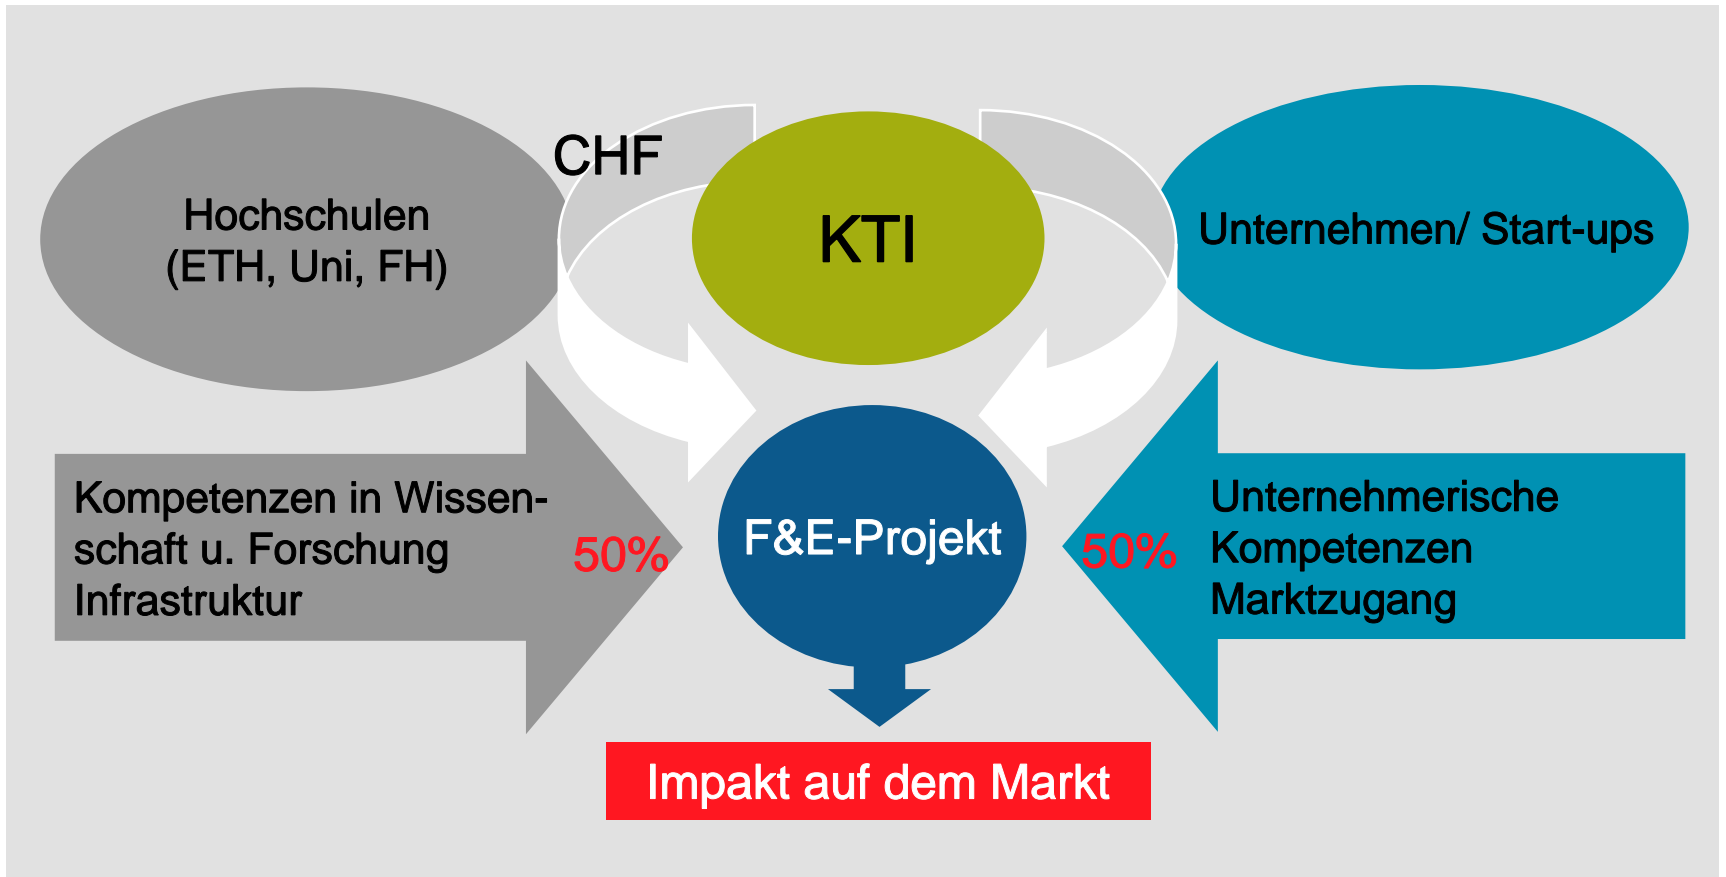 Hochschulen
(ETH, Uni, FH)
CHF
KTI
Unternehmen/ Start-ups
Kompetenzen in Wissen-
schaft u. Forschung
Infrastruktur
50%
F&E-Projekt
50%
Unternehmerische
Kompetenzen
Marktzugang
Impakt auf dem Markt